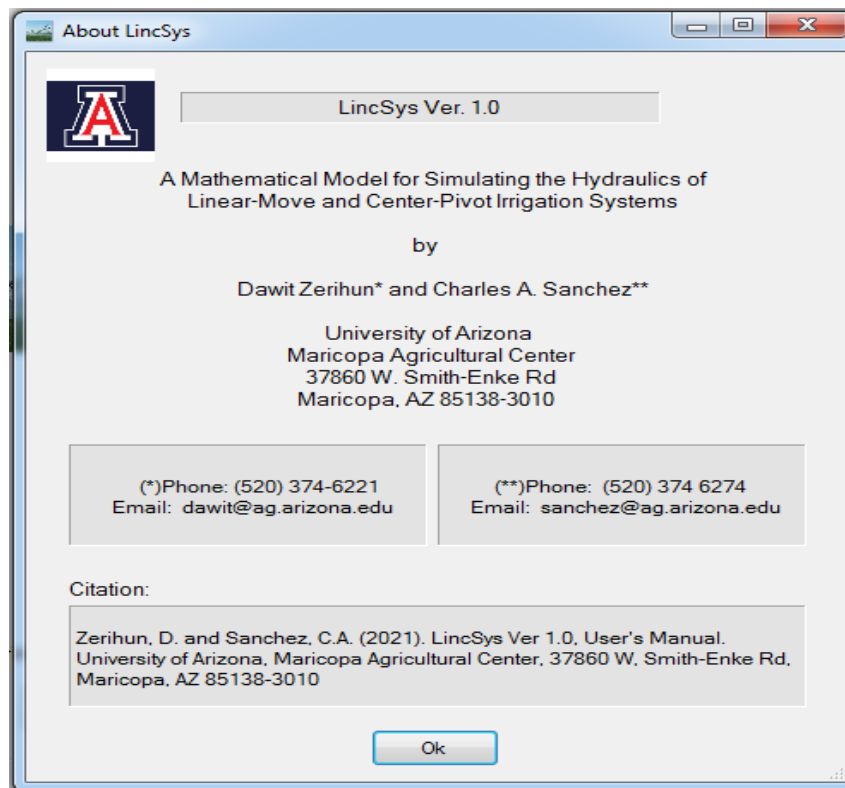 About LincSys
A
LincSys Ver. 1.0
A Mathematical Model for Simulating the Hydraulics of
Linear-Move and Center-Pivot Irrigation Systems
by
Dawit Zerihun* and Charles A. Sanchez**
University of Arizona
Maricopa Agricultural Center
37860 W. Smith-Enke Rd
Maricopa, AZ 85138-3010
(*)Phone: (520) 374-6221
Email:  dawit@ag.arizona.edu
(**)Phone:  (520) 374 6274
Email:  sanchez@ag.arizona.edu
Citation:
Zerihun, D. and Sanchez, C.A. (2021). LincSys Ver 1.0, User's Manual.
University of Arizona, Maricopa Agricultural Center, 37860 W, Smith-Enke Rd,
Maricopa, AZ 85138-3010
Ok